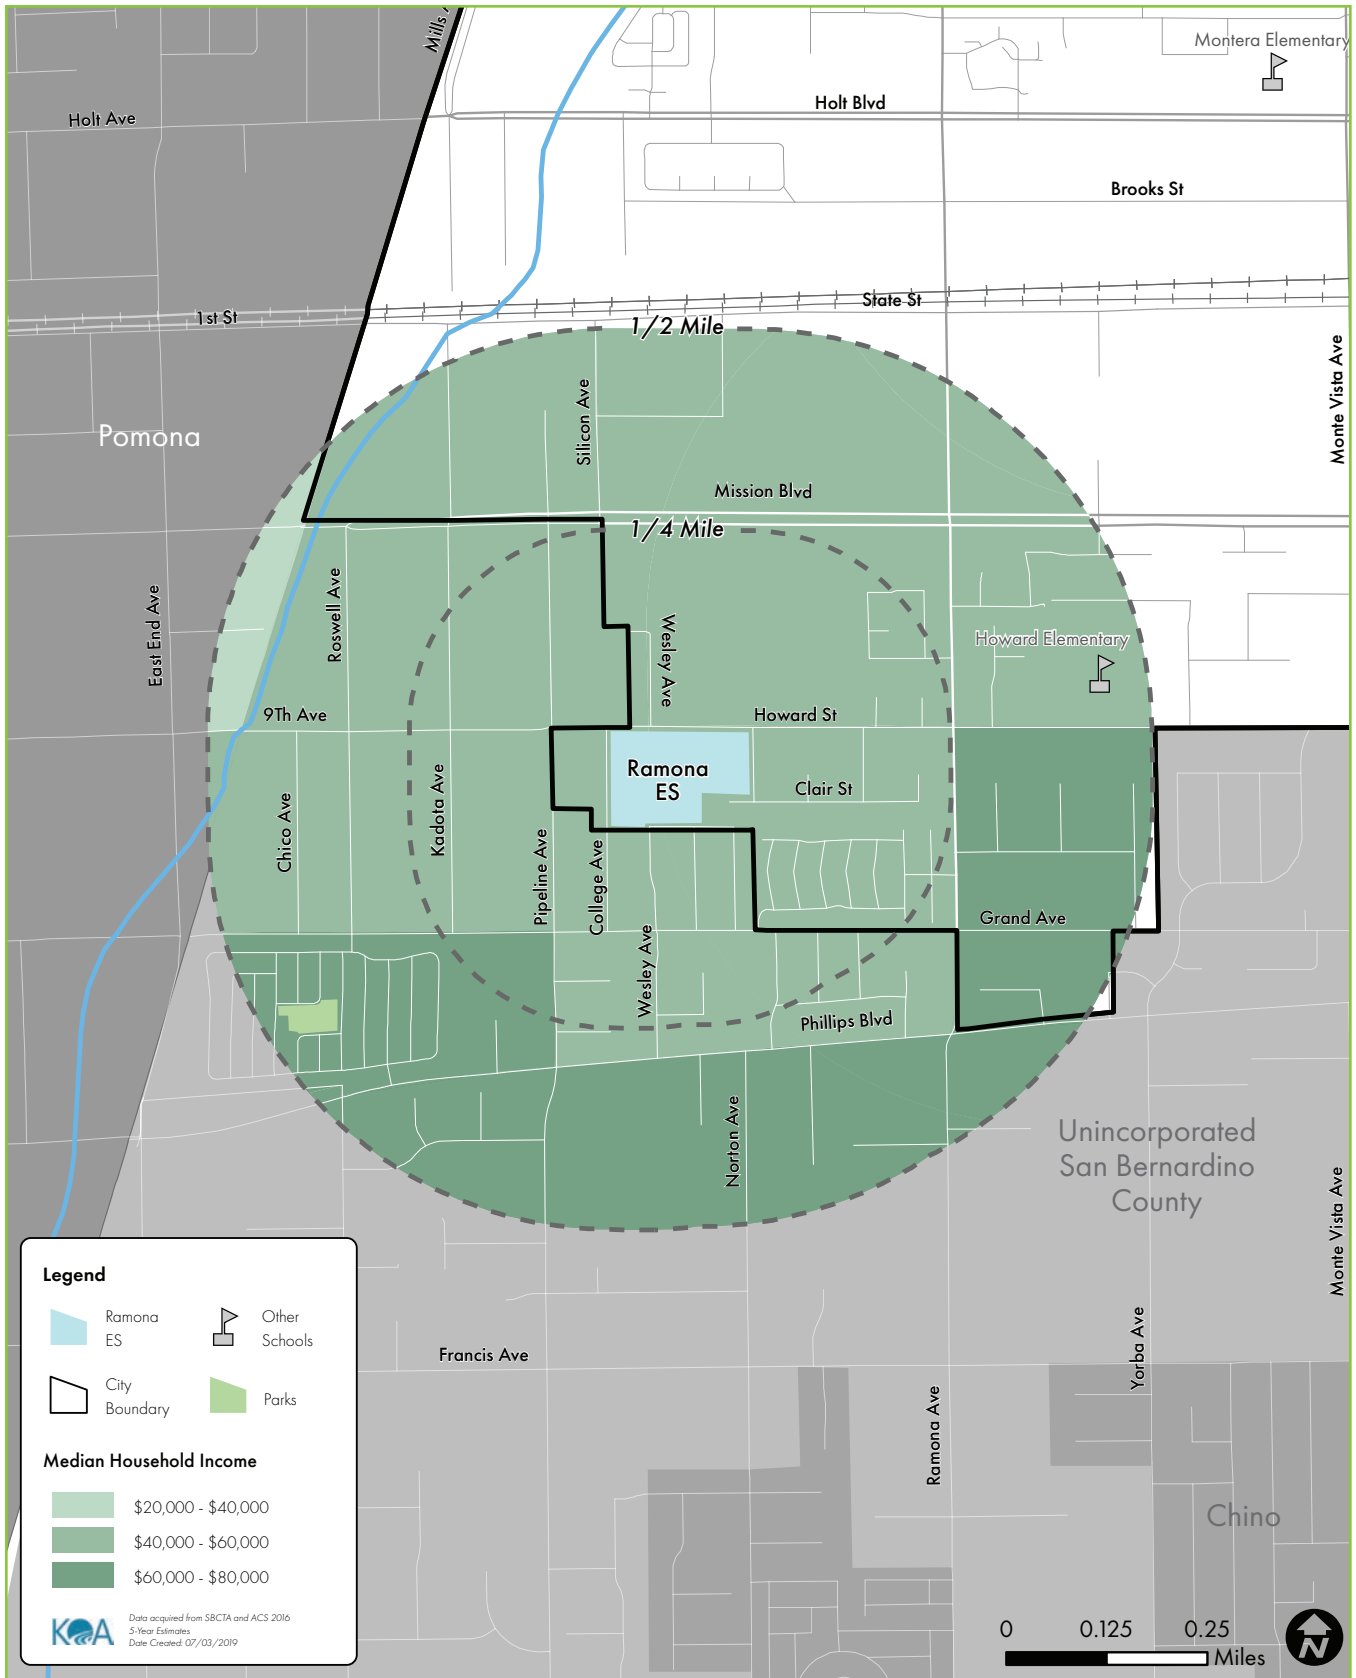 Mills
Montera Elementary
Holt Ave
Holt Blvd
Brooks St
1st St
State St
1/2 Mile
Monte Vista Ave
Pomona
Silicon Ave
Mission Blvd
1/4 Mile
East End Ave
Roswell Ave
Wesley Ave
Howard Elementary
9Th Ave
Howard St
Ramona
ES
Clair St
Chico Ave
Kadota Ave
Pipeline Ave
College Ave
Grand Ave
Wesley Ave
Phillips Blvd
Norton Ave
Unincorporated
San Bernardino
County
Monte Vista Ave
Francis Ave
Yorba Ave
Ramona Ave
Chino
Legend
Ramona
ES
Other
Schools
City
Boundary
Parks
Median Household Income
$20,000 - $40,000
$40,000 - $60,000
$60,000 - $80,000
KOA
Data acquired from SBCTA and ACS 2016
5-Year Estimates
Date Created: 07/03/2019
0 0.125 0.25
Miles
N